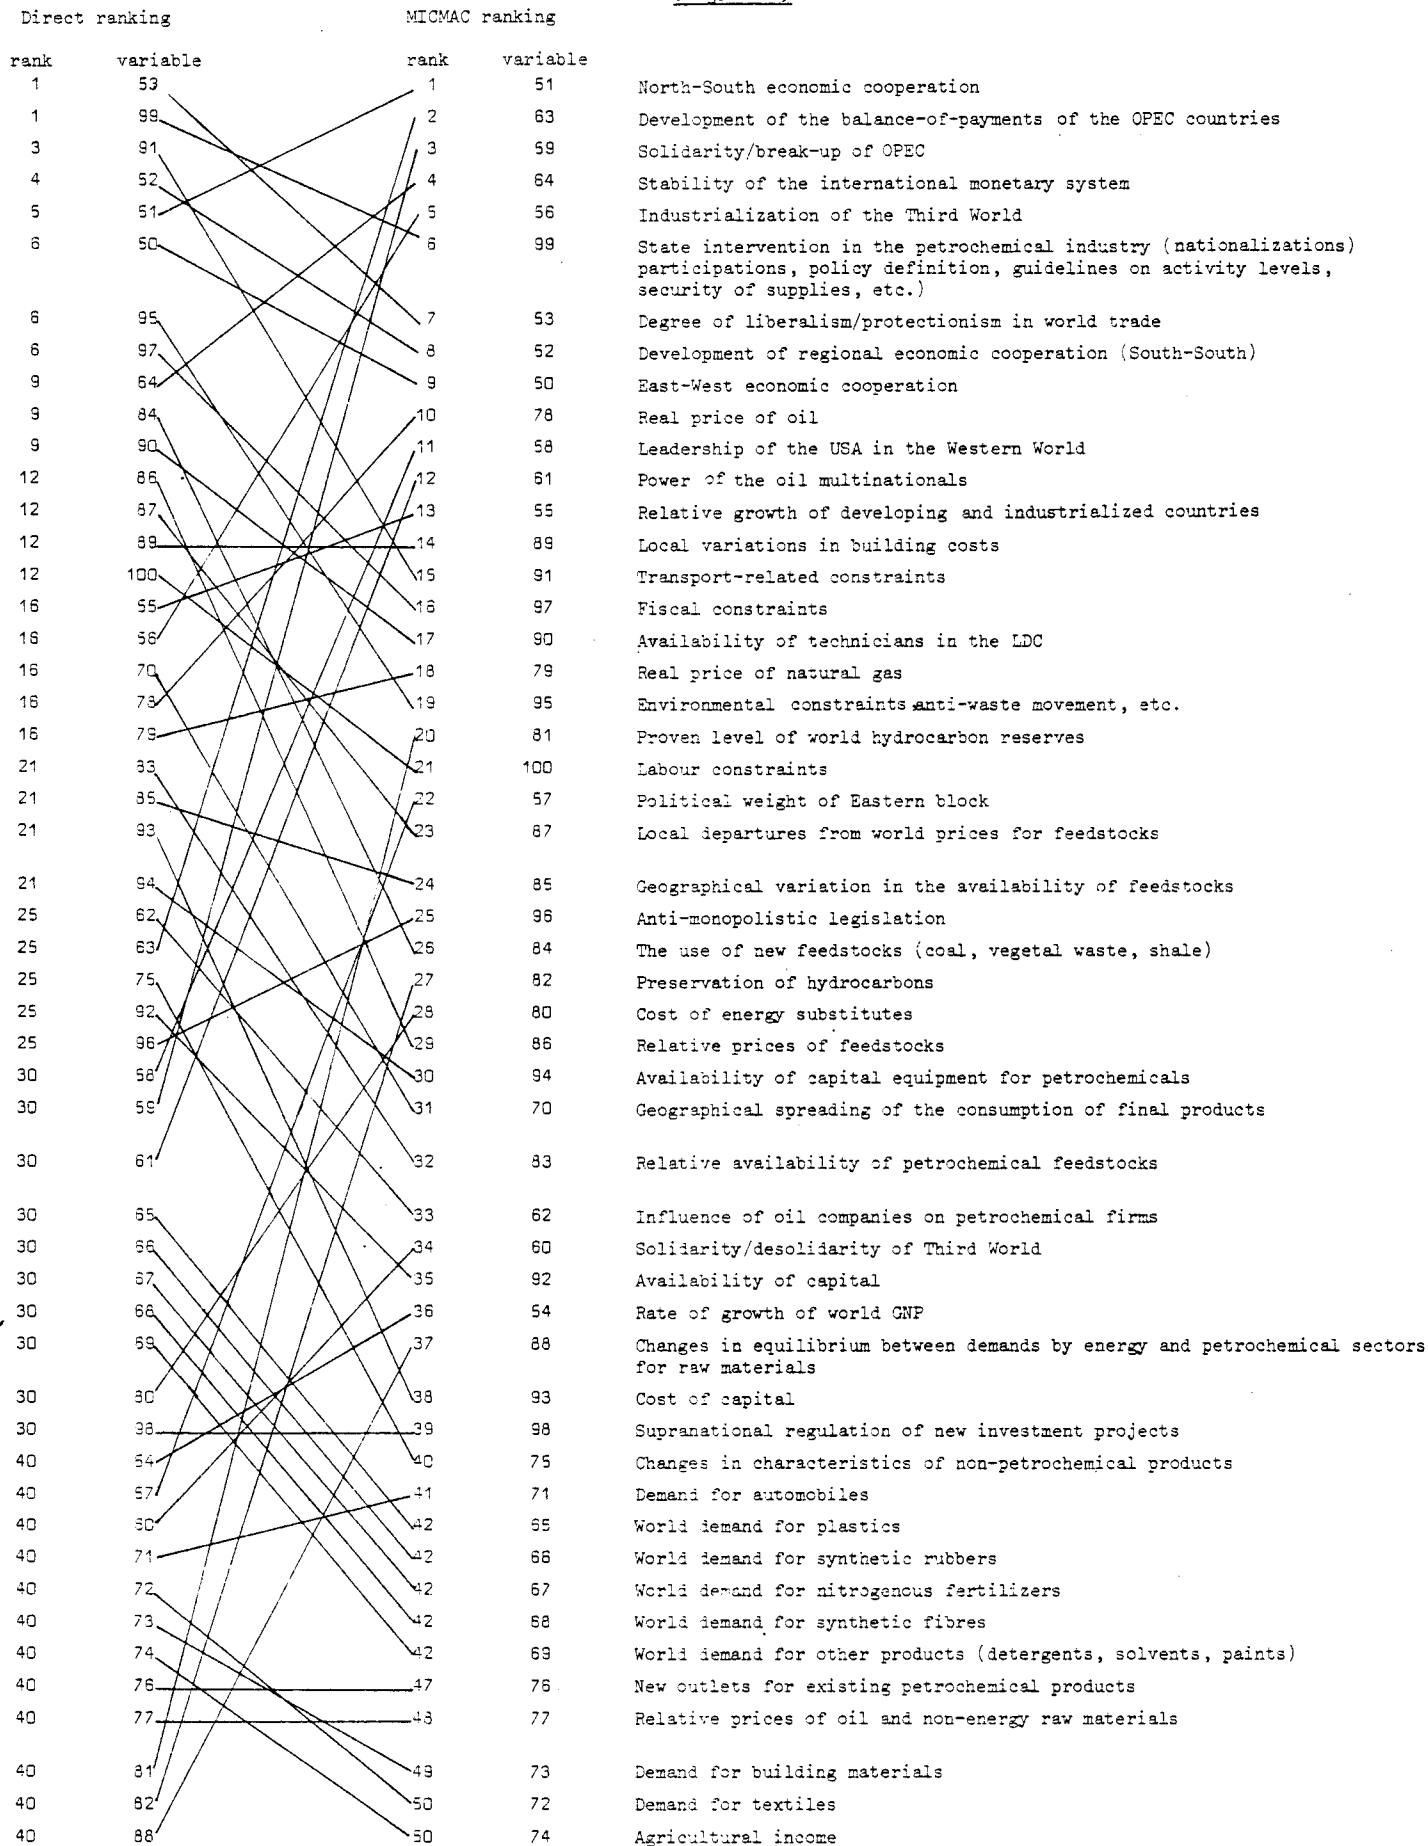 Direct ranking MICMAC ranking
rank variable rank variable
1 53 1 51 North-South economic cooperation
1 99 2 63 Development of the balance-of-payments of the OPEC countries
3 91 3 59 Solidarity/break-up of OPEC
4 52 4 64 Stability of the international monetary system
5 51 5 56 Industrialization of the Third World
6 50 6 99 State intervention in the petrochemical industry (nationalizations)
participations, policy definition, guidelines on activity levels,
security of supplies, etc.)
6 95 7 53 Degree of liberalism/protectionism in world trade
6 97 8 52 Development of regional economic cooperation (South-South)
9 64 9 50 East-West economic cooperation
9 84 10 78 Real price of oil
9 90 11 58 Leadership of the USA in the Western World
12 86 12 61 Power of the oil multinationals
12 87 13 55 Relative growth of developing and industrialized countries
12 89 14 89 Local variations in building costs
12 100 15 91 Transport-related constraints
16 55 16 97 Fiscal constraints
16 56 17 90 Availability of technicians in the LDC
16 70 18 79 Real price of natural gas
16 78 19 95 Environmental constraints anti-waste movement, etc.
16 79 20 81 Proven level of world hydrocarbon reserves
21 83 21 100 Labour constraints
21 85 22 57 Political weight of Eastern block
21 93 23 87 Local departures from world prices for feedstocks
21 94 24 85 Geographical variation in the availability of feedstocks
25 62 25 96 Anti-monopolistic legislation
25 63 26 84 The use of new feedstocks (coal, vegetal waste, shale)
25 75 27 82 Preservation of hydrocarbons
25 92 28 80 Cost of energy substitutes
25 96 29 86 Relative prices of feedstocks
30 58 30 94 Availability of capital equipment for petrochemicals
30 59 31 70 Geographical spreading of the consumption of final products
30 61 32 83 Relative availability of petrochemical feedstocks
30 65 33 62 Influence of oil companies on petrochemical firms
30 66 34 60 Solidarity/desolidarity of Third World
30 67 35 92 Availability of capital
30 68 36 54 Rate of growth of world GNP
30 69 37 88 Changes in equilibrium between demands by energy and petrochemical sectors
for raw materials
30 80 38 93 Cost of capital
30 98 39 98 Supranational regulation of new investment projects
40 54 40 75 Changes in characteristics of non-petrochemical products
40 57 41 71 Demand for automobiles
40 60 42 65 World demand for plastics
40 71 42 66 World demand for synthetic rubbers
40 72 42 67 World demand for nitrogenous fertilizers
40 73 42 68 World demand for synthetic fibres
40 74 42 69 World demand for other products (detergents, solvents, paints)
40 76 47 76 New outlets for existing petrochemical products
40 77 48 77 Relative prices of oil and non-energy raw materials
40 81 49 73 Demand for building materials
40 82 50 72 Demand for textiles
40 88 50 74 Agricultural income